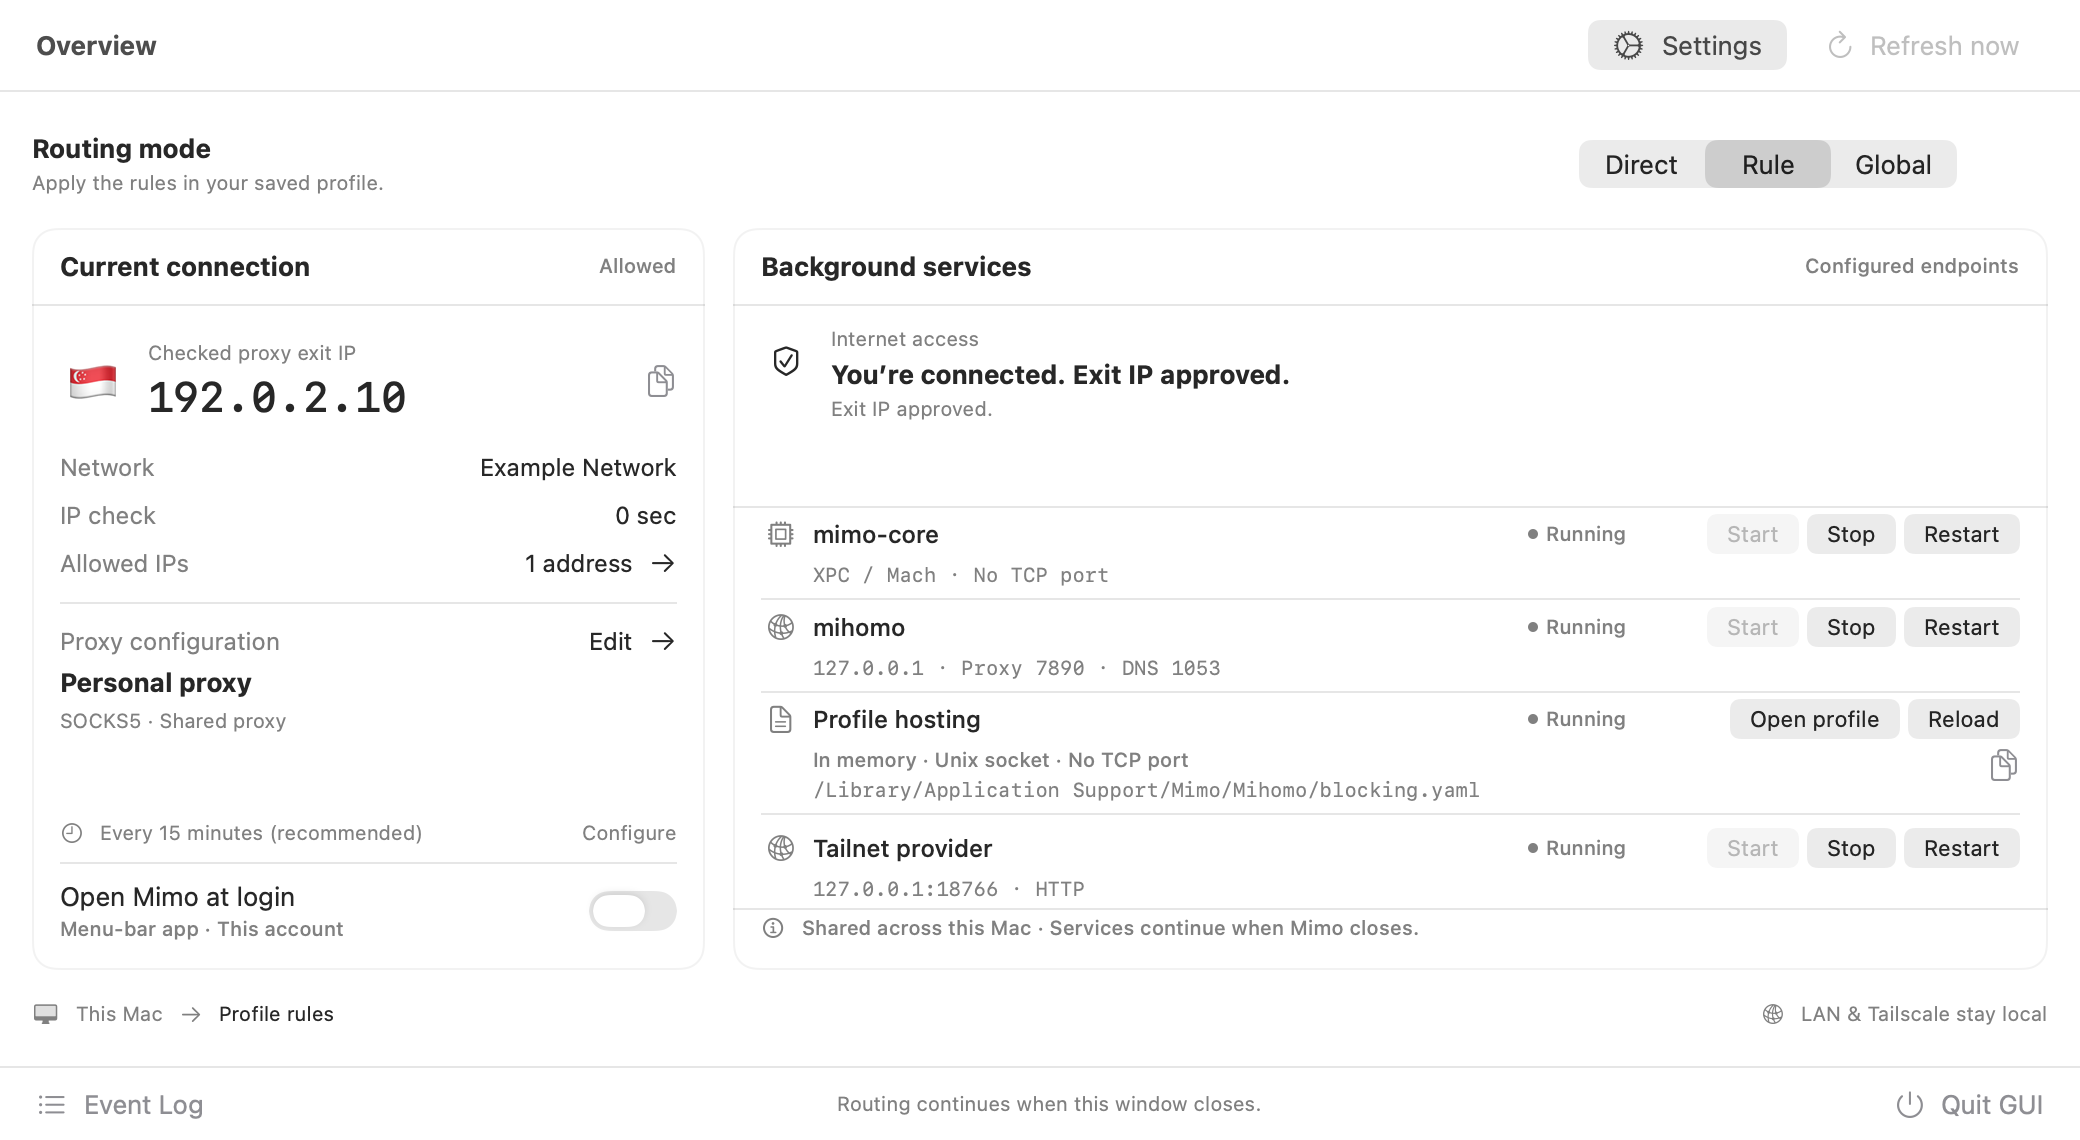 Overview
Settings
Refresh now
Routing mode
Apply the rules in your saved profile.
Direct
Rule
Global
Current connection
Allowed
Checked proxy exit IP
192.0.2.10
Network
Example Network
IP check
0 sec
Allowed IPs
1 address →
Proxy configuration
Edit →
Personal proxy
SOCKS5 · Shared proxy
Every 15 minutes (recommended)
Configure
Open Mimo at login
Menu-bar app · This account
Background services
Configured endpoints
Internet access
You’re connected. Exit IP approved.
Exit IP approved.
mimo-core
Running
Start
Stop
Restart
XPC / Mach · No TCP port
mihomo
Running
Start
Stop
Restart
127.0.0.1 · Proxy 7890 · DNS 1053
Profile hosting
Running
Open profile
Reload
In memory · Unix socket · No TCP port
/Library/Application Support/Mimo/Mihomo/blocking.yaml
Tailnet provider
Running
Start
Stop
Restart
127.0.0.1:18766 · HTTP
Shared across this Mac · Services continue when Mimo closes.
This Mac → Profile rules
LAN & Tailscale stay local
Event Log
Routing continues when this window closes.
Quit GUI